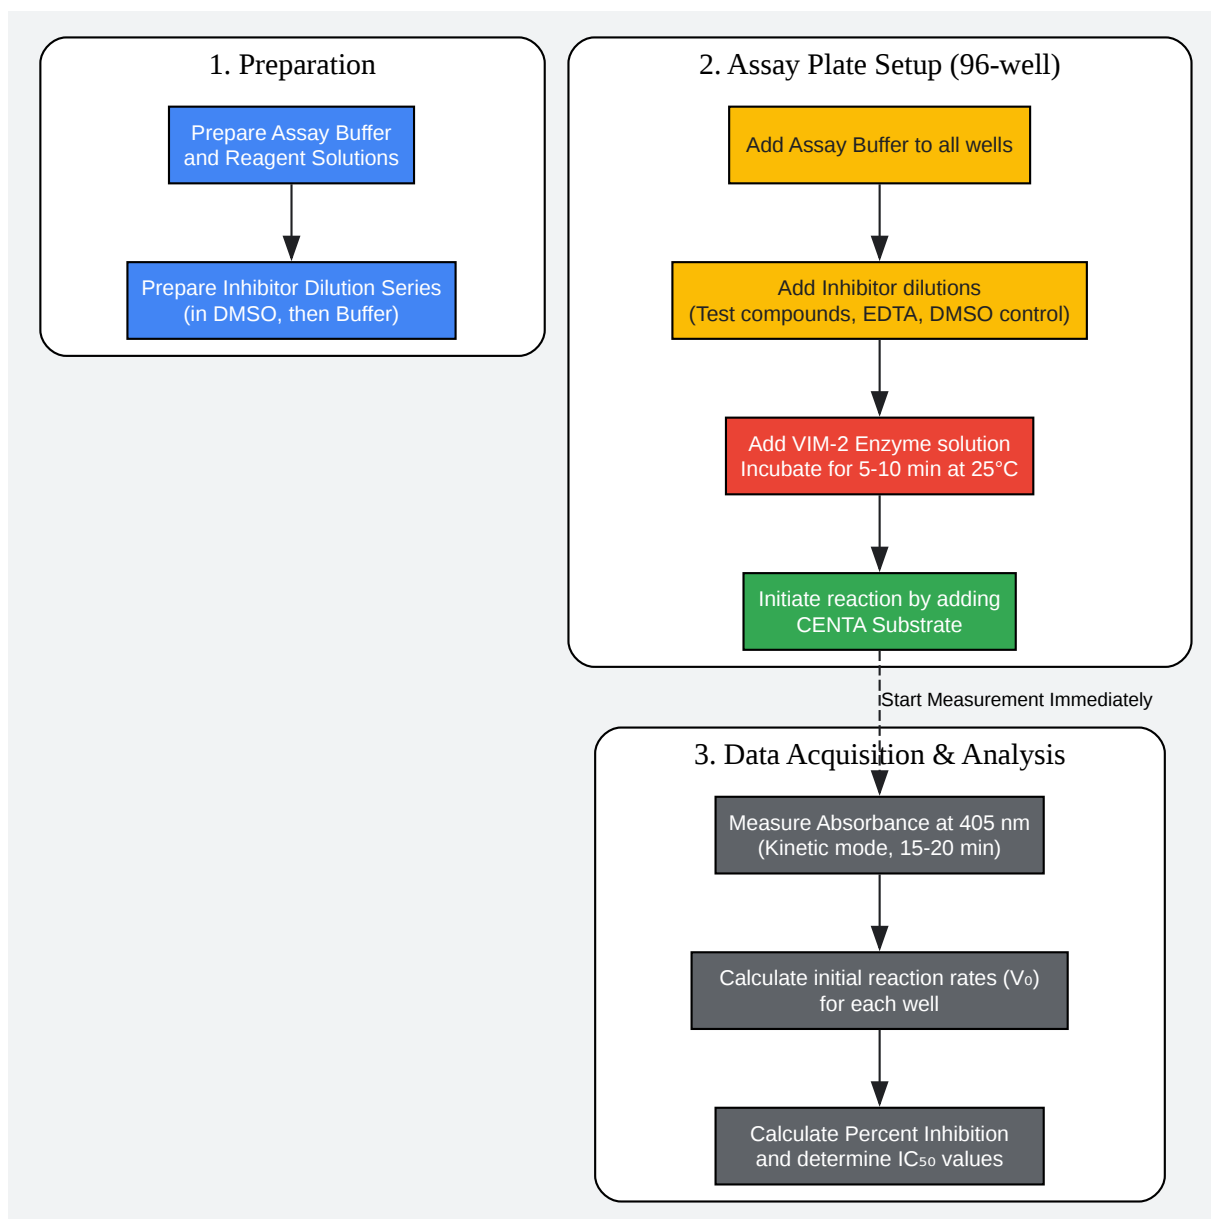 1. Preparation
Prepare Assay Buffer
and Reagent Solutions
Prepare Inhibitor Dilution Series
(in DMSO, then Buffer)
2. Assay Plate Setup (96-well)
Add Assay Buffer to all wells
Add Inhibitor dilutions
(Test compounds, EDTA, DMSO control)
Add VIM-2 Enzyme solution
Incubate for 5-10 min at 25°C
Initiate reaction by adding
CENTA Substrate
Start Measurement Immediately
3. Data Acquisition & Analysis
Measure Absorbance at 405 nm
(Kinetic mode, 15-20 min)
Calculate initial reaction rates (V₀)
for each well
Calculate Percent Inhibition
and determine IC₅₀ values